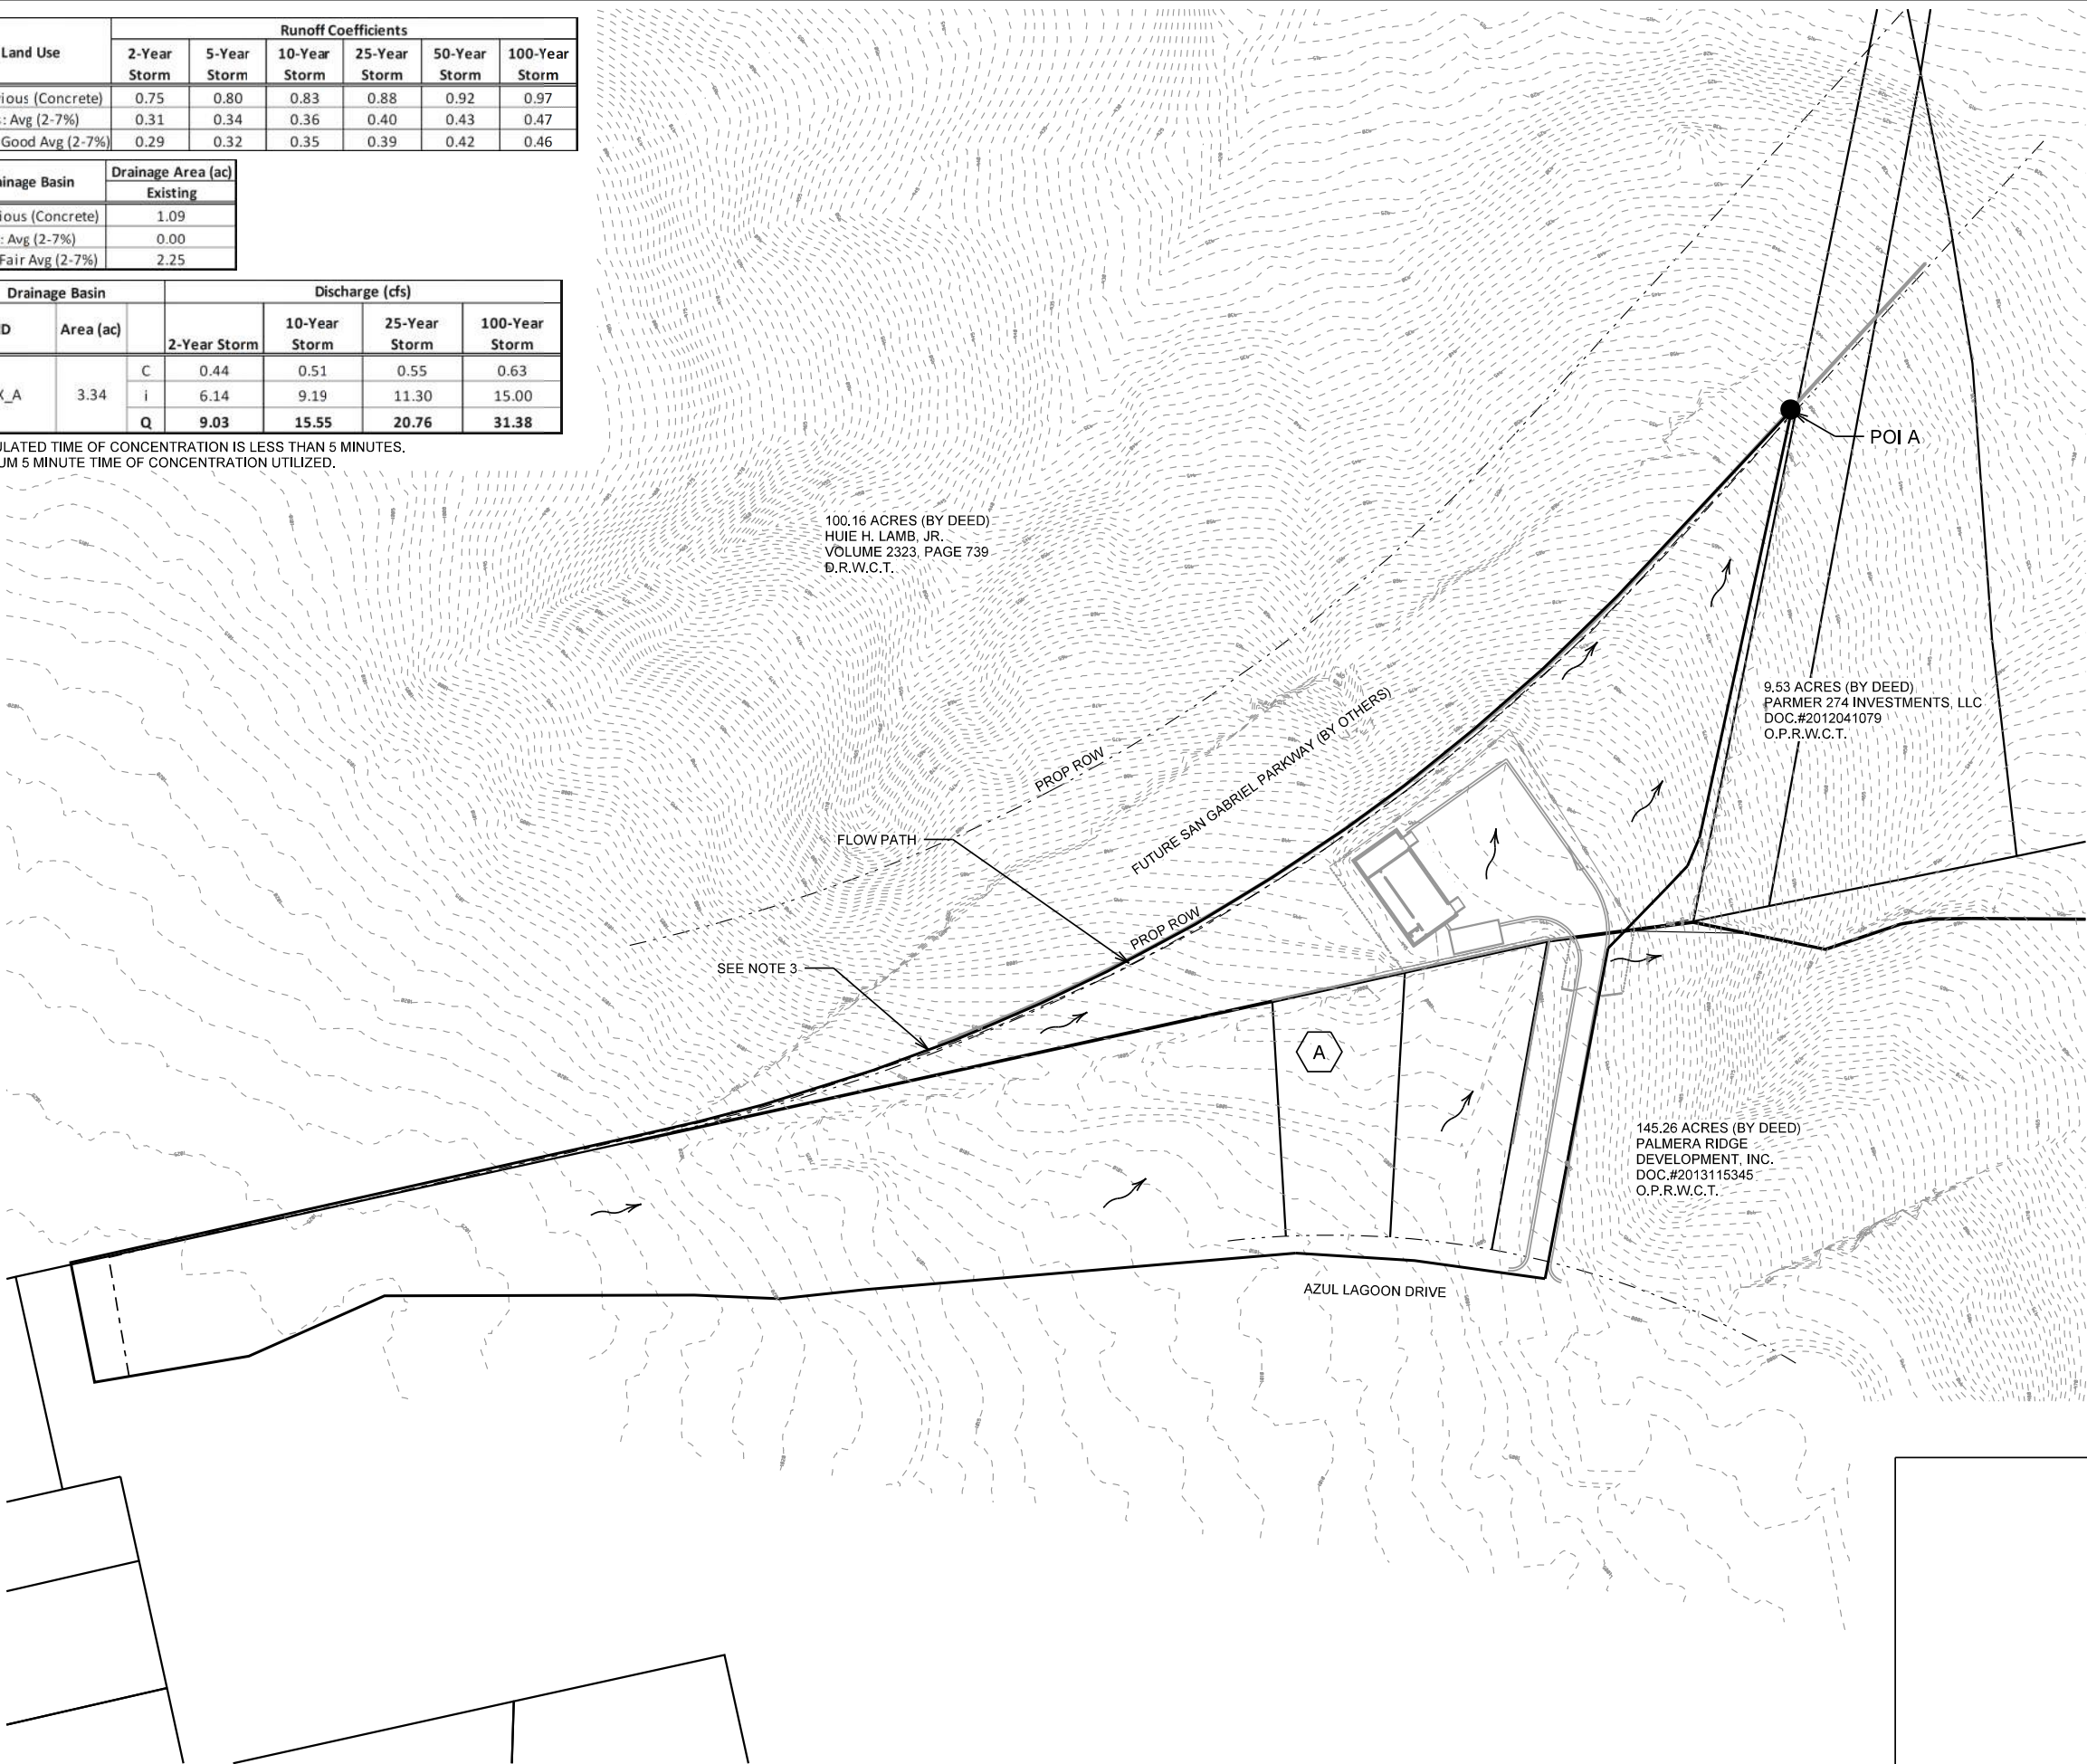 Land Use Runoff Coefficients
2-Year Storm 5-Year Storm 10-Year Storm 25-Year Storm 50-Year Storm 100-Year Storm
ious (Concrete) 0.75 0.80 0.83 0.88 0.92 0.97
: Avg (2-7%) 0.31 0.34 0.36 0.40 0.43 0.47
Good Avg (2-7%) 0.29 0.32 0.35 0.39 0.42 0.46
inage Basin Drainage Area (ac)
Existing
ious (Concrete) 1.09
: Avg (2-7%) 0.00
Fair Avg (2-7%) 2.25
Drainage Basin Discharge (cfs)
D Area (ac) 2-Year Storm 10-Year Storm 25-Year Storm 100-Year Storm
C 0.44 0.51 0.55 0.63
X_A 3.34 i 6.14 9.19 11.30 15.00
Q 9.03 15.55 20.76 31.38
ULATED TIME OF CONCENTRATION IS LESS THAN 5 MINUTES.
UM 5 MINUTE TIME OF CONCENTRATION UTILIZED.
POI A
100.16 ACRES (BY DEED)
HUIE H. LAMB, JR.
VOLUME 2323, PAGE 739
D.R.W.C.T.
9.53 ACRES (BY DEED)
PARMER 274 INVESTMENTS, LLC
DOC.#2012041079
O.P.R.W.C.T.
PROP ROW
FUTURE SAN GABRIEL PARKWAY (BY OTHERS)
FLOW PATH
PROP ROW
SEE NOTE 3
A
145.26 ACRES (BY DEED)
PALMERA RIDGE
DEVELOPMENT, INC.
DOC.#2013115345
O.P.R.W.C.T.
AZUL LAGOON DRIVE